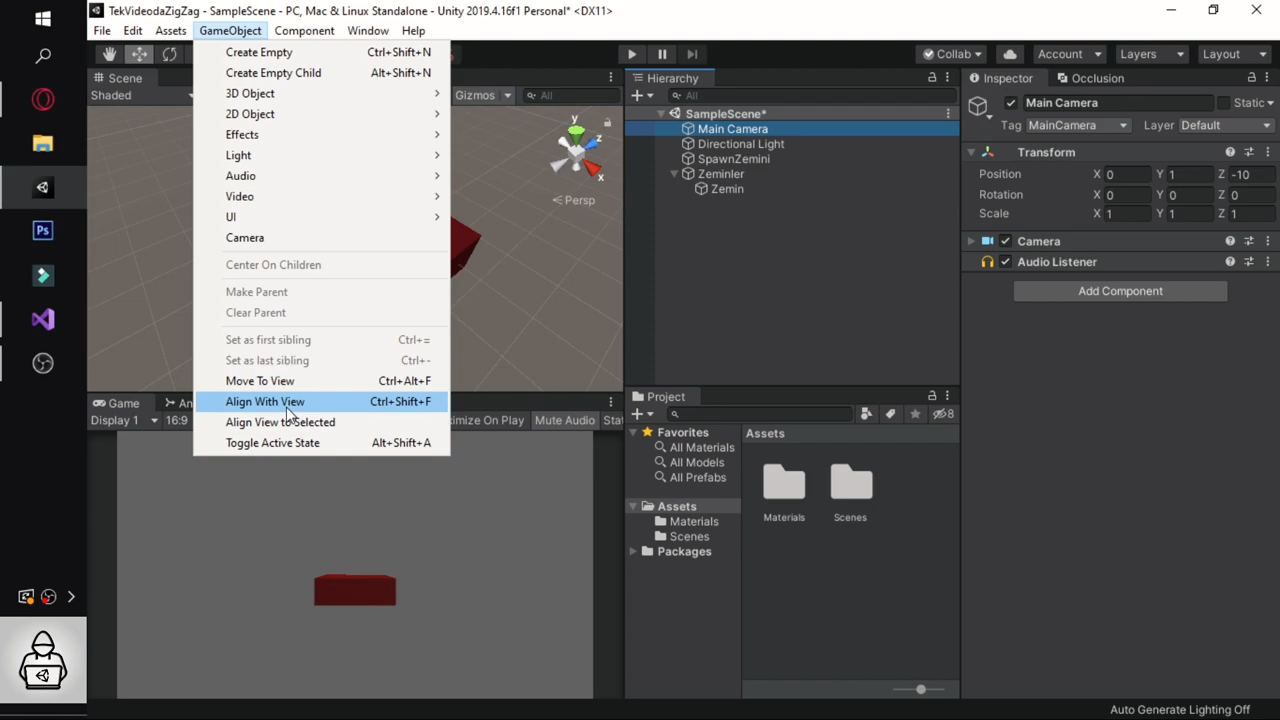 TekVideodaZigZag - SampleScene - PC, Mac & Linux Standalone - Unity 2019.4.16f1 Personal* <DX11>
File Edit Assets GameObject Component Window Help
Collab Account Layers Layout
Scene
Shaded
Gizmos All
y
z
x
Persp
Create Empty Ctrl+Shift+N
Create Empty Child Alt+Shift+N
3D Object
2D Object
Effects
Light
Audio
Video
UI
Camera
Center On Children
Make Parent
Clear Parent
Set as first sibling Ctrl+=
Set as last sibling Ctrl+-
Move To View Ctrl+Alt+F
Align With View Ctrl+Shift+F
Align View to Selected
Toggle Active State Alt+Shift+A
Game An
Display 1 16:9 ximize On Play Mute Audio Stat
Hierarchy
All
SampleScene*
Main Camera
Directional Light
SpawnZemini
Zeminler
Zemin
Project
8
Favorites
All Materials
All Models
All Prefabs
Assets
Materials
Scenes
Packages
Assets
Materials Scenes
Inspector Occlusion
Main Camera Static
Tag MainCamera Layer Default
Transform
Position X 0 Y 1 Z -10
Rotation X 0 Y 0 Z 0
Scale X 1 Y 1 Z 1
Camera
Audio Listener
Add Component
Ps
Auto Generate Lighting Off